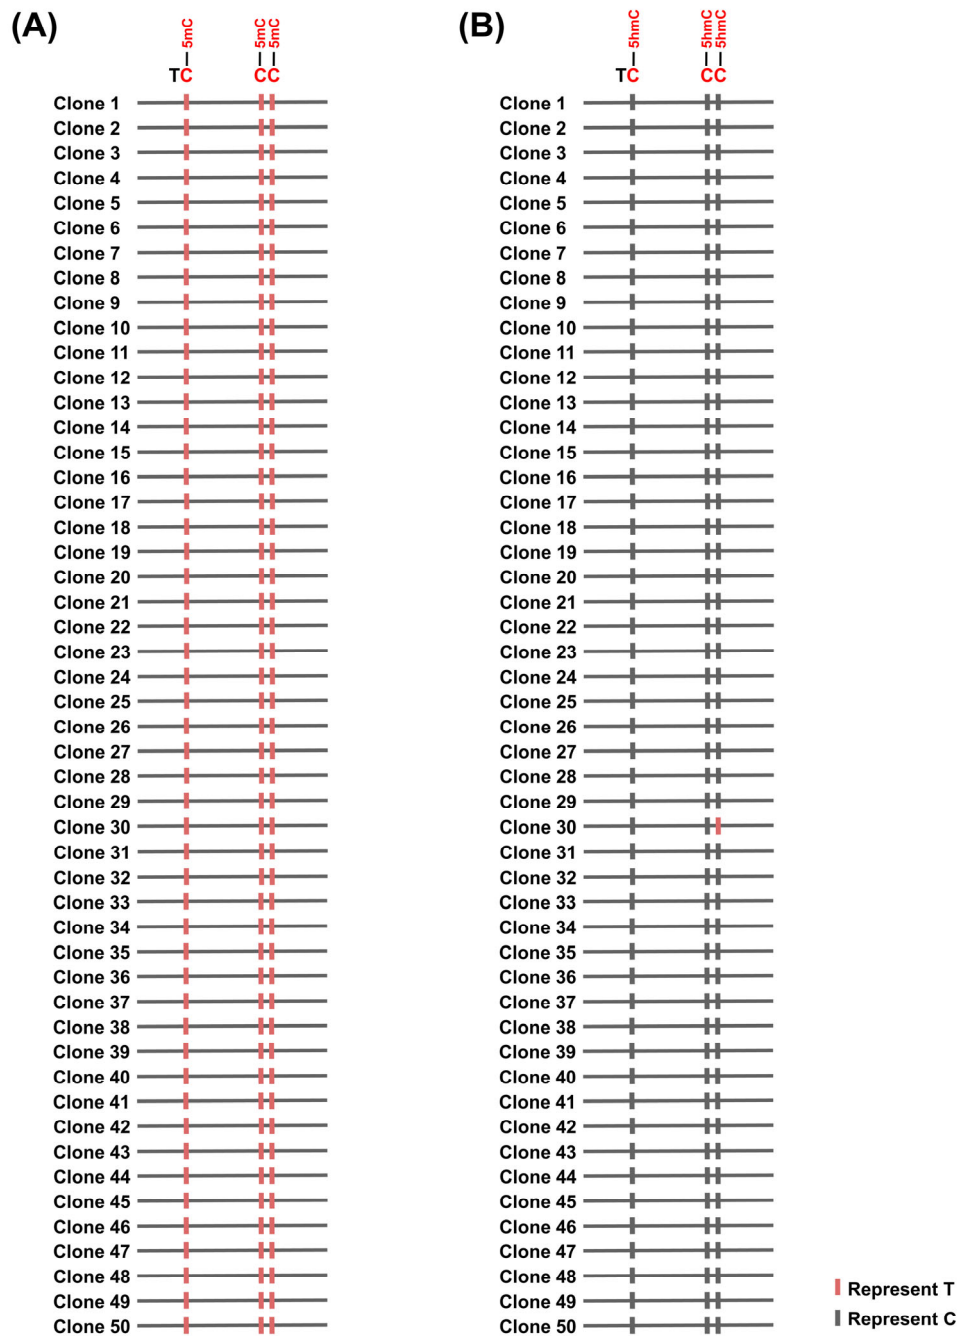 (A)
5mC 5mC 5mC
TC CC
Clone 1
Clone 2
Clone 3
Clone 4
Clone 5
Clone 6
Clone 7
Clone 8
Clone 9
Clone 10
Clone 11
Clone 12
Clone 13
Clone 14
Clone 15
Clone 16
Clone 17
Clone 18
Clone 19
Clone 20
Clone 21
Clone 22
Clone 23
Clone 24
Clone 25
Clone 26
Clone 27
Clone 28
Clone 29
Clone 30
Clone 31
Clone 32
Clone 33
Clone 34
Clone 35
Clone 36
Clone 37
Clone 38
Clone 39
Clone 40
Clone 41
Clone 42
Clone 43
Clone 44
Clone 45
Clone 46
Clone 47
Clone 48
Clone 49
Clone 50
(B)
5hmC 5hmC 5hmC
TC CC
Clone 1
Clone 2
Clone 3
Clone 4
Clone 5
Clone 6
Clone 7
Clone 8
Clone 9
Clone 10
Clone 11
Clone 12
Clone 13
Clone 14
Clone 15
Clone 16
Clone 17
Clone 18
Clone 19
Clone 20
Clone 21
Clone 22
Clone 23
Clone 24
Clone 25
Clone 26
Clone 27
Clone 28
Clone 29
Clone 30
Clone 31
Clone 32
Clone 33
Clone 34
Clone 35
Clone 36
Clone 37
Clone 38
Clone 39
Clone 40
Clone 41
Clone 42
Clone 43
Clone 44
Clone 45
Clone 46
Clone 47
Clone 48
Clone 49
Clone 50
Represent T
Represent C